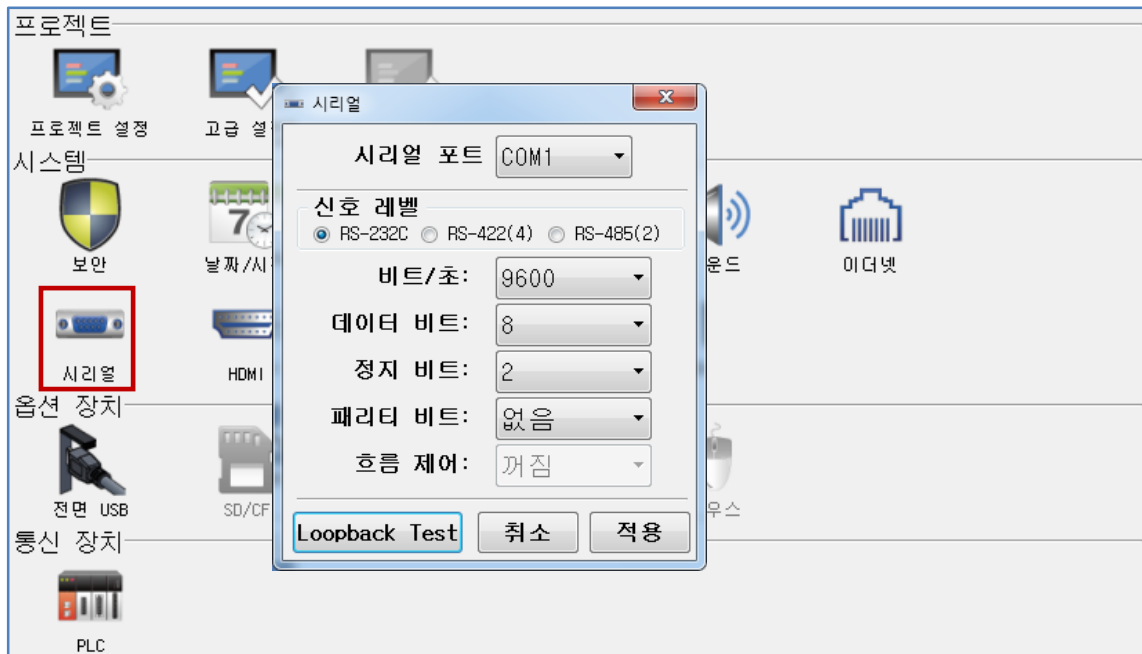 프로젝트
프로젝트 설정
고급 설
시스템
보안
날짜/시
운드
이더넷
시리얼
HDMI
옵션 장치
전면 USB
SD/CF
우스
통신 장치
PLC
시리얼
시리얼 포트 COM1
신호 레벨
RS-232C RS-422(4) RS-485(2)
비트/초: 9600
데이터 비트: 8
정지 비트: 2
패리티 비트: 없음
흐름 제어: 꺼짐
Loopback Test 취소 적용